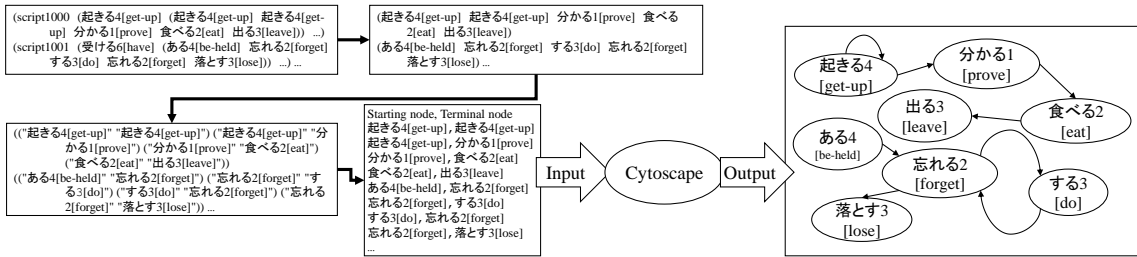 (script1000 (起きる4[get-up] (起きる4[get-up] 起きる4[get-
up] 分かる1[prove] 食べる2[eat] 出る3[leave])) ...)
(script1001 (受ける6[have] (ある4[be-held] 忘れる2[forget]
する3[do] 忘れる2[forget] 落とす3[lose])) ...) ...
(起きる4[get-up] 起きる4[get-up] 分かる1[prove] 食べる
2[eat] 出る3[leave])
(ある4[be-held] 忘れる2[forget] する3[do] 忘れる2[forget]
落とす3[lose]) ...
(("起きる4[get-up]" "起きる4[get-up]") ("起きる4[get-up]" "分
かる1[prove]") ("分かる1[prove]" "食べる2[eat]")
("食べる2[eat]" "出る3[leave]"))
(("ある4[be-held]" "忘れる2[forget]") ("忘れる2[forget]" "す
る3[do]") ("する3[do]" "忘れる2[forget]") ("忘れる
2[forget]" "落とす3[lose]")) ...
Starting node, Terminal node
起きる4[get-up], 起きる4[get-up]
起きる4[get-up], 分かる1[prove]
分かる1[prove], 食べる2[eat]
食べる2[eat], 出る3[leave]
ある4[be-held], 忘れる2[forget]
忘れる2[forget], する3[do]
する3[do], 忘れる2[forget]
忘れる2[forget], 落とす3[lose]
...
Input
Cytoscape
Output
起きる4
[get-up]
分かる1
[prove]
出る3
[leave]
食べる2
[eat]
ある4
[be-held]
忘れる2
[forget]
する3
[do]
落とす3
[lose]